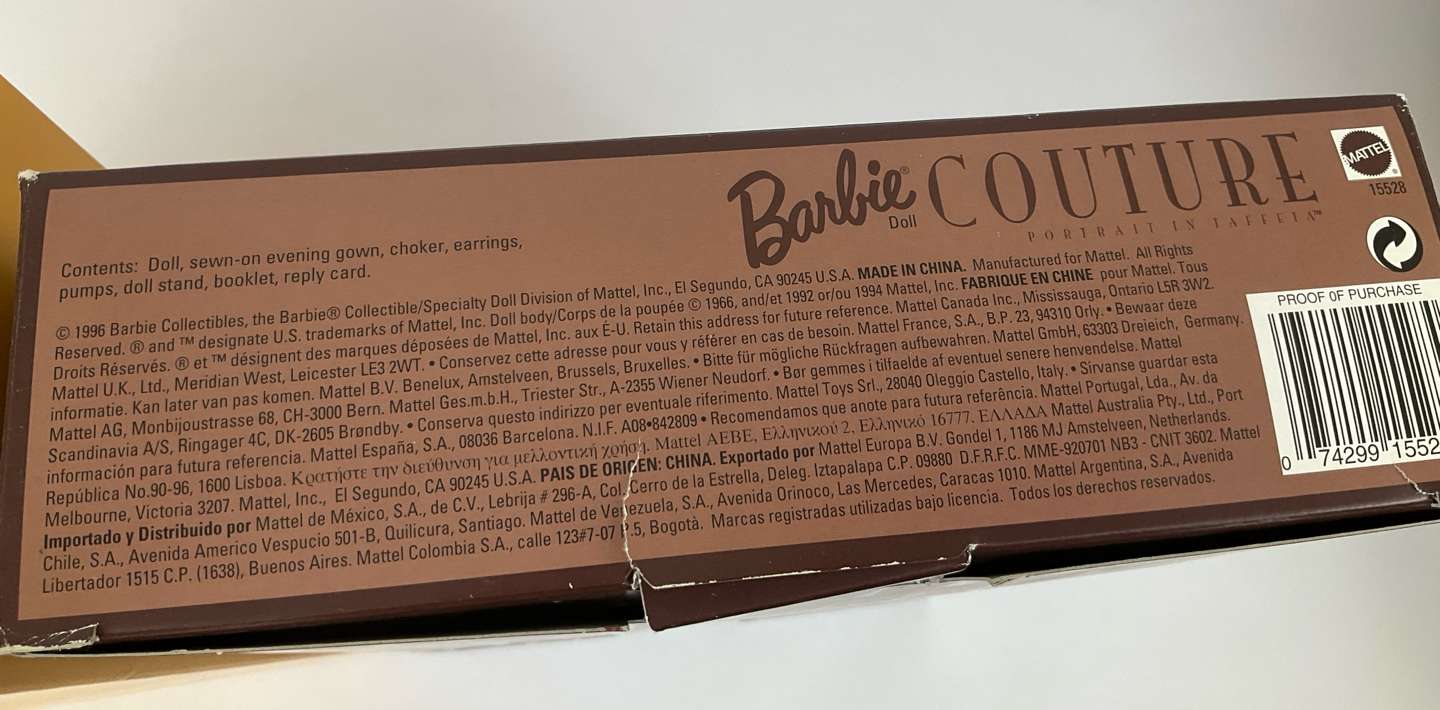 Barbie® Doll COUTURE
PORTRAIT IN TAFFETA™
MATTEL
15528
Contents: Doll, sewn-on evening gown, choker, earrings,
pumps, doll stand, booklet, reply card.
© 1996 Barbie Collectibles, the Barbie® Collectible/Specialty Doll Division of Mattel, Inc., El Segundo, CA 90245 U.S.A. MADE IN CHINA. Manufactured for Mattel. All Rights
Reserved. ® and ™ designate U.S. trademarks of Mattel, Inc. Doll body/Corps de la poupée © 1966, and/et 1992 or/ou 1994 Mattel, Inc. FABRIQUE EN CHINE pour Mattel. Tous
Droits Réservés. ® et ™ désignent des marques déposées de Mattel, Inc. aux É-U. Retain this address for future reference. Mattel Canada Inc., Mississauga, Ontario L5R 3W2.
Mattel U.K., Ltd., Meridian West, Leicester LE3 2WT. • Conservez cette adresse pour vous y référer en cas de besoin. Mattel France, S.A., B.P. 23, 94310 Orly. • Bewaar deze
informatie. Kan later van pas komen. Mattel B.V. Benelux, Amstelveen, Brussels, Bruxelles. • Bitte für mögliche Rückfragen aufbewahren. Mattel GmbH, 63303 Dreieich, Germany.
Mattel AG, Monbijoustrasse 68, CH-3000 Bern. Mattel Ges.m.b.H., Triester Str., A-2355 Wiener Neudorf. • Bør gemmes i tilfaelde af eventuel senere henvendelse. Mattel
Scandinavia A/S, Ringager 4C, DK-2605 Brøndby. • Conserva questo indirizzo per eventuale riferimento. Mattel Toys Srl., 28040 Oleggio Castello, Italy. • Sirvanse guardar esta
información para futura referencia. Mattel España, S.A., 08036 Barcelona. N.I.F. A08•842809 • Recomendamos que anote para futura referência. Mattel Portugal, Lda., Av. da
República No.90-96, 1600 Lisboa. Κρατήστε την διεύθυνση για μελλοντική χρήση. Mattel AEBE, Ελληνικού 2, Ελληνικό 16777. ΕΛΛΑΔΑ Mattel Australia Pty., Ltd., Port
Melbourne, Victoria 3207. Mattel, Inc., El Segundo, CA 90245 U.S.A. PAIS DE ORIGEN: CHINA. Exportado por Mattel Europa B.V. Gondel 1, 1186 MJ Amstelveen, Netherlands.
Importado y Distribuido por Mattel de México, S.A., de C.V., Lebrija # 296-A, Col. Cerro de la Estrella, Deleg. Iztapalapa C.P. 09880 D.F.R.F.C. MME-920701 NB3 - CNIT 3602. Mattel
Chile, S.A., Avenida Americo Vespucio 501-B, Quilicura, Santiago. Mattel de Venezuela, S.A., Avenida Orinoco, Las Mercedes, Caracas 1010. Mattel Argentina, S.A., Avenida
Libertador 1515 C.P. (1638), Buenos Aires. Mattel Colombia S.A., calle 123#7-07 P.5, Bogotà. Marcas registradas utilizadas bajo licencia. Todos los derechos reservados.
PROOF OF PURCHASE
0 74299 1552